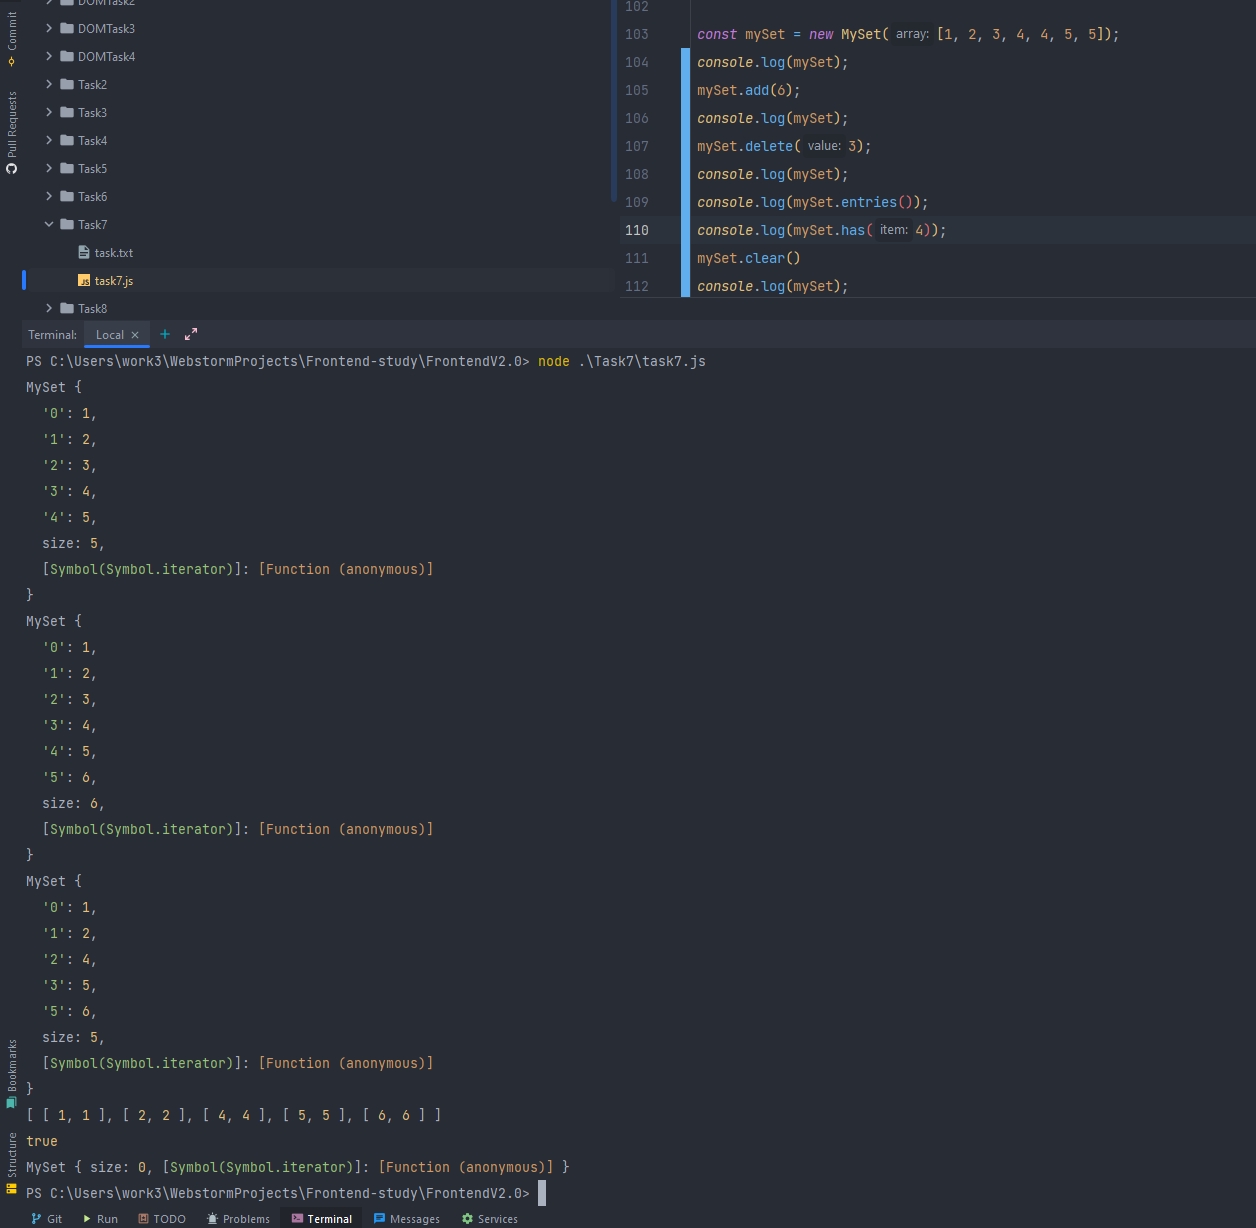 Commit
Pull Requests
DOMTask2
DOMTask3
DOMTask4
Task2
Task3
Task4
Task5
Task6
Task7
task.txt
JS task7.js
Task8
102
103 const mySet = new MySet( array: [1, 2, 3, 4, 4, 5, 5]);
104 console.log(mySet);
105 mySet.add(6);
106 console.log(mySet);
107 mySet.delete( value: 3);
108 console.log(mySet);
109 console.log(mySet.entries());
110 console.log(mySet.has( item: 4));
111 mySet.clear()
112 console.log(mySet);
Terminal: Local × +
PS C:\Users\work3\WebstormProjects\Frontend-study\FrontendV2.0> node .\Task7\task7.js
MySet {
'0': 1,
'1': 2,
'2': 3,
'3': 4,
'4': 5,
size: 5,
[Symbol(Symbol.iterator)]: [Function (anonymous)]
}
MySet {
'0': 1,
'1': 2,
'2': 3,
'3': 4,
'4': 5,
'5': 6,
size: 6,
[Symbol(Symbol.iterator)]: [Function (anonymous)]
}
MySet {
'0': 1,
'1': 2,
'2': 4,
'3': 5,
'5': 6,
size: 5,
[Symbol(Symbol.iterator)]: [Function (anonymous)]
}
[ [ 1, 1 ], [ 2, 2 ], [ 4, 4 ], [ 5, 5 ], [ 6, 6 ] ]
true
MySet { size: 0, [Symbol(Symbol.iterator)]: [Function (anonymous)] }
PS C:\Users\work3\WebstormProjects\Frontend-study\FrontendV2.0>
Bookmarks
Structure
Git Run TODO Problems Terminal Messages Services